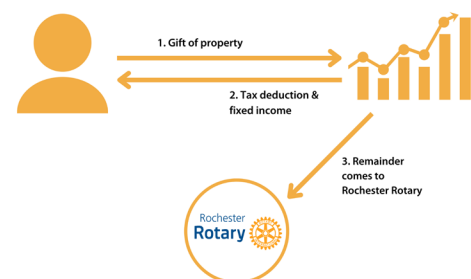 1. Gift of property
2. Tax deduction &
fixed income
3. Remainder
comes to
Rochester Rotary
Rochester
Rotary